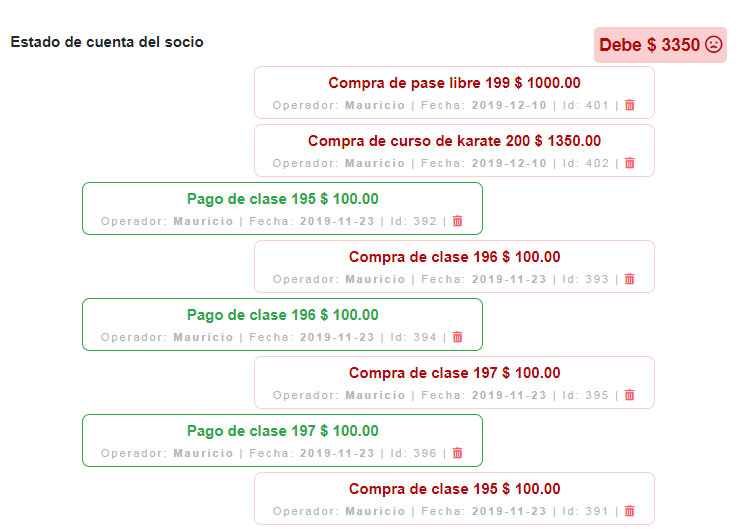 Estado de cuenta del socio
Debe $ 3350
Compra de pase libre 199 $ 1000.00
Operador: Mauricio | Fecha: 2019-12-10 | Id: 401 |
Compra de curso de karate 200 $ 1350.00
Operador: Mauricio | Fecha: 2019-12-10 | Id: 402 |
Pago de clase 195 $ 100.00
Operador: Mauricio | Fecha: 2019-11-23 | Id: 392 |
Compra de clase 196 $ 100.00
Operador: Mauricio | Fecha: 2019-11-23 | Id: 393 |
Pago de clase 196 $ 100.00
Operador: Mauricio | Fecha: 2019-11-23 | Id: 394 |
Compra de clase 197 $ 100.00
Operador: Mauricio | Fecha: 2019-11-23 | Id: 395 |
Pago de clase 197 $ 100.00
Operador: Mauricio | Fecha: 2019-11-23 | Id: 396 |
Compra de clase 195 $ 100.00
Operador: Mauricio | Fecha: 2019-11-23 | Id: 391 |